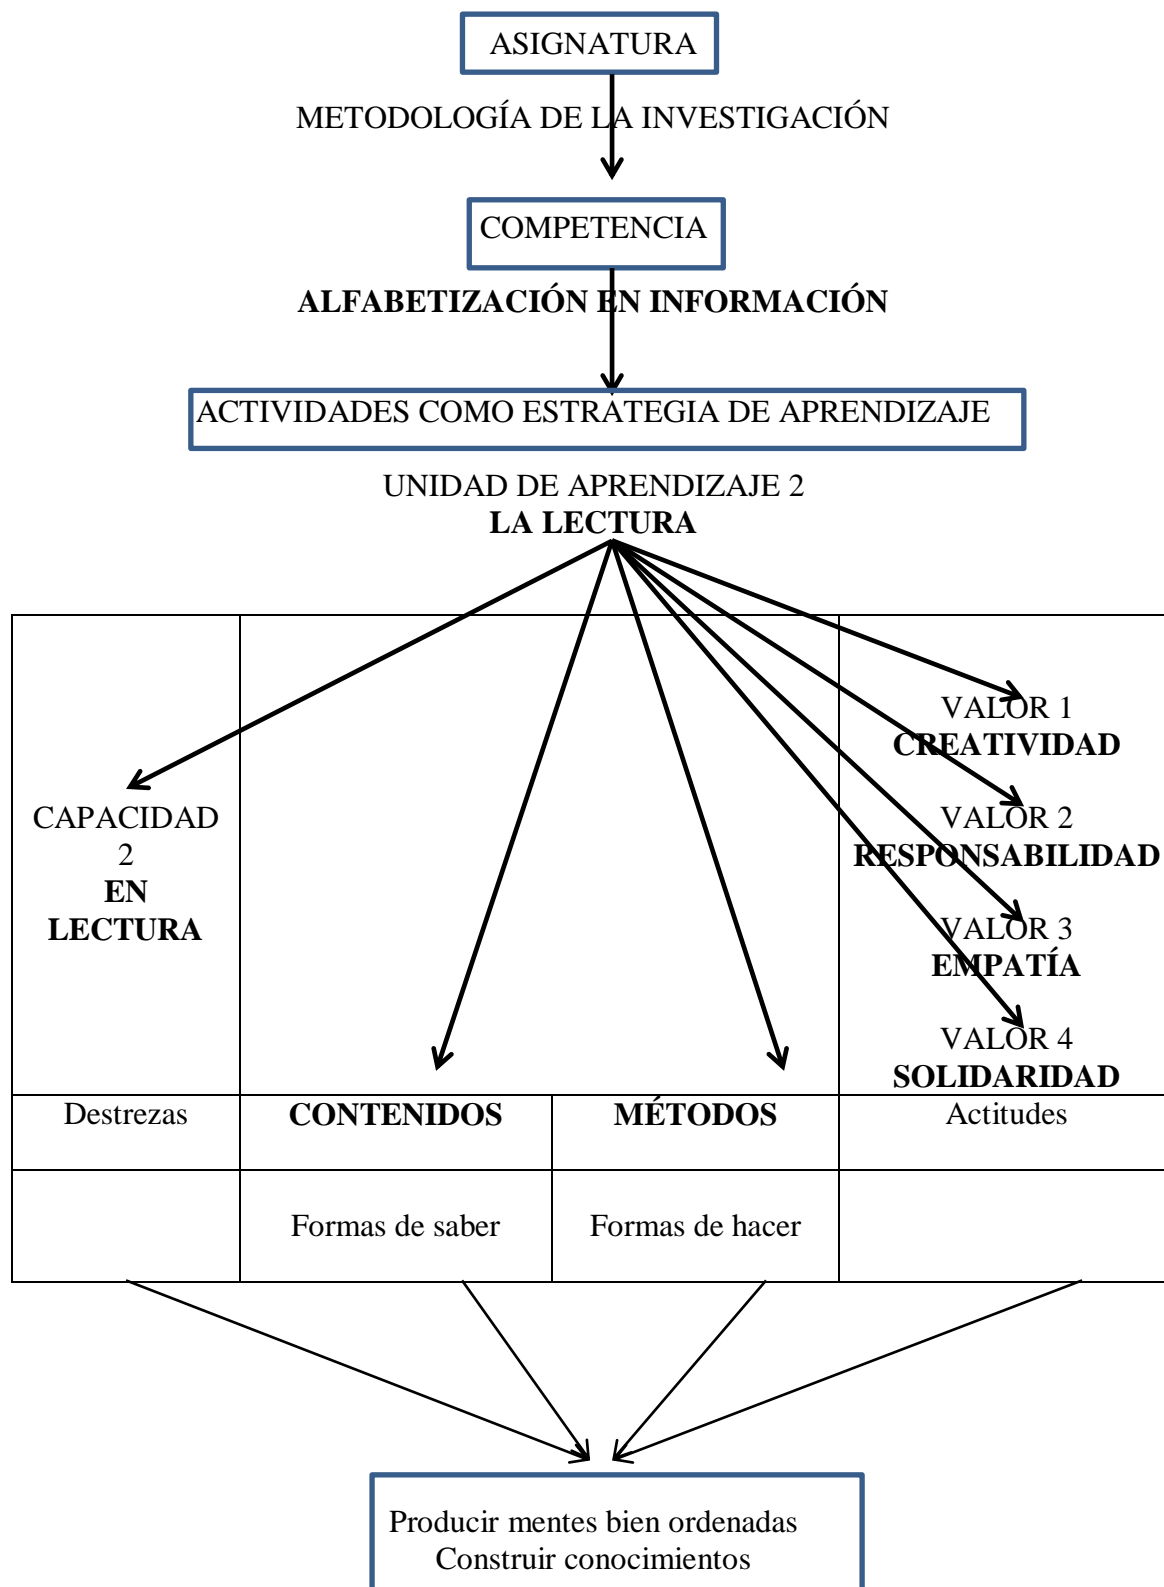 ASIGNATURA
METODOLOGÍA DE LA INVESTIGACIÓN
COMPETENCIA
ALFABETIZACIÓN EN INFORMACIÓN
ACTIVIDADES COMO ESTRATEGIA DE APRENDIZAJE
UNIDAD DE APRENDIZAJE 2
LA LECTURA
CAPACIDAD
2
EN
LECTURA
VALOR 1
CREATIVIDAD
VALOR 2
RESPONSABILIDAD
VALOR 3
EMPATÍA
VALOR 4
SOLIDARIDAD
Destrezas
CONTENIDOS
MÉTODOS
Actitudes
Formas de saber
Formas de hacer
Producir mentes bien ordenadas
Construir conocimientos